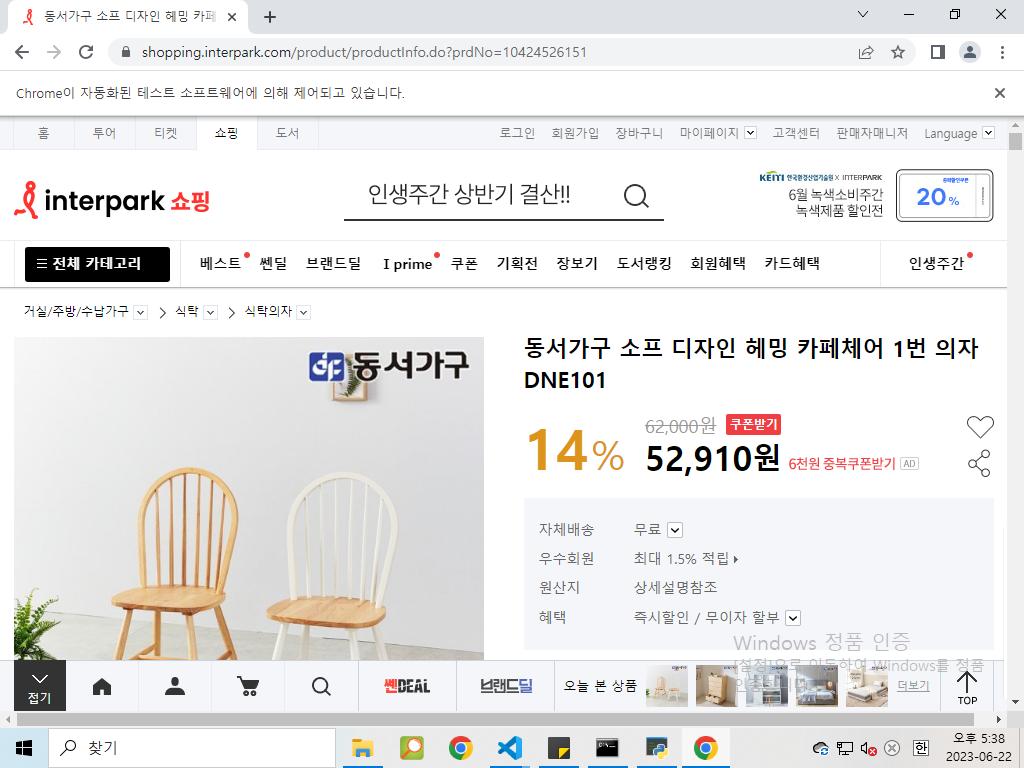 동서가구 소프 디자인 헤밍 카페
shopping.interpark.com/product/productInfo.do?prdNo=10424526151
Chrome이 자동화된 테스트 소프트웨어에 의해 제어되고 있습니다.
홈 투어 티켓 쇼핑 도서 로그인 회원가입 장바구니 마이페이지 고객센터 판매자매니저 Language
interpark 쇼핑 인생주간 상반기 결산!!
KEITI 한국환경산업기술원 X INTERPARK
6월 녹색소비주간
녹색제품 할인전
중복할인쿠폰
20%
전체 카테고리 베스트 쎈딜 브랜드딜 I prime 쿠폰 기획전 장보기 도서랭킹 회원혜택 카드혜택 인생주간
거실/주방/수납가구 식탁 식탁의자
동서가구
동서가구 소프 디자인 헤밍 카페체어 1번 의자
DNE101
14%
62,000원 쿠폰받기
52,910원 6천원 중복쿠폰받기 AD
자체배송 무료
우수회원 최대 1.5% 적립
원산지 상세설명참조
혜택 즉시할인 / 무이자 할부
Windows 정품 인증
[설정]으로 이동하여 Windows를 정품
접기 쎈DEAL 브랜드딜 오늘 본 상품 더보기 TOP
찾기
한
오후 5:38
2023-06-22